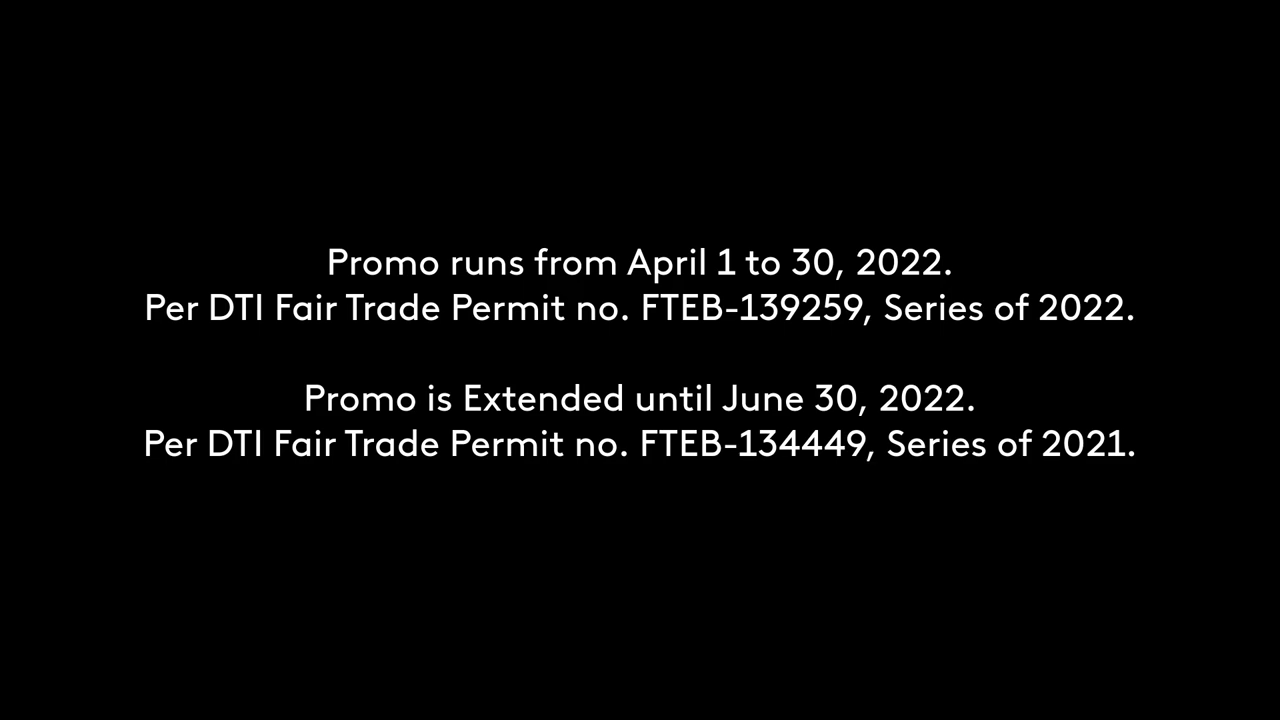 Promo runs from April 1 to 30, 2022.
Per DTI Fair Trade Permit no. FTEB-139259, Series of 2022.
Promo is Extended until June 30, 2022.
Per DTI Fair Trade Permit no. FTEB-134449, Series of 2021.